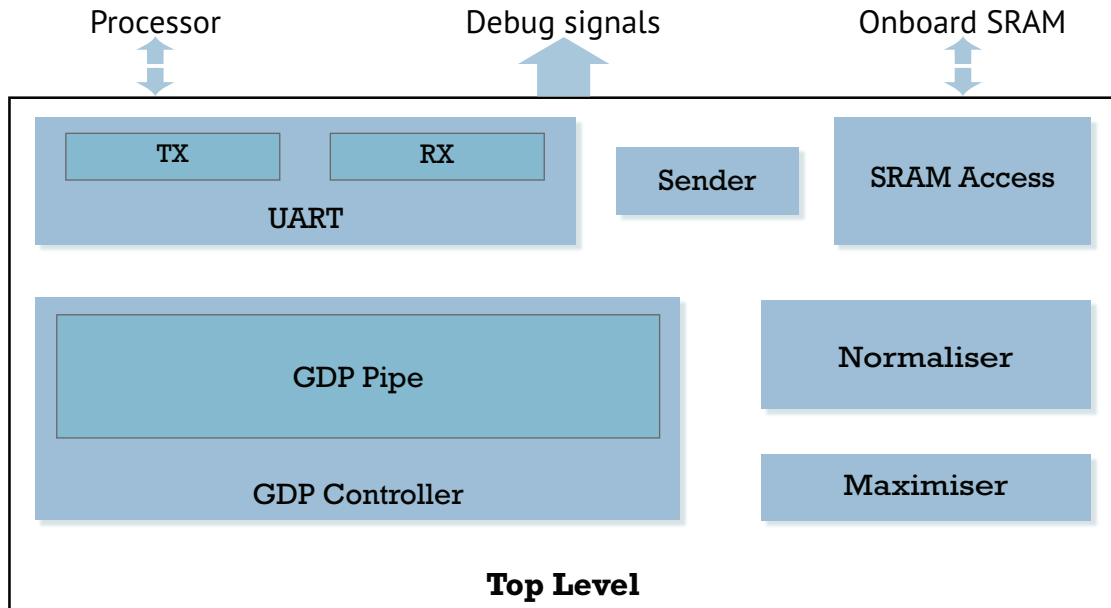 Processor
Debug signals
Onboard SRAM
TX
RX
UART
Sender
SRAM Access
GDP Pipe
GDP Controller
Normaliser
Maximiser
Top Level